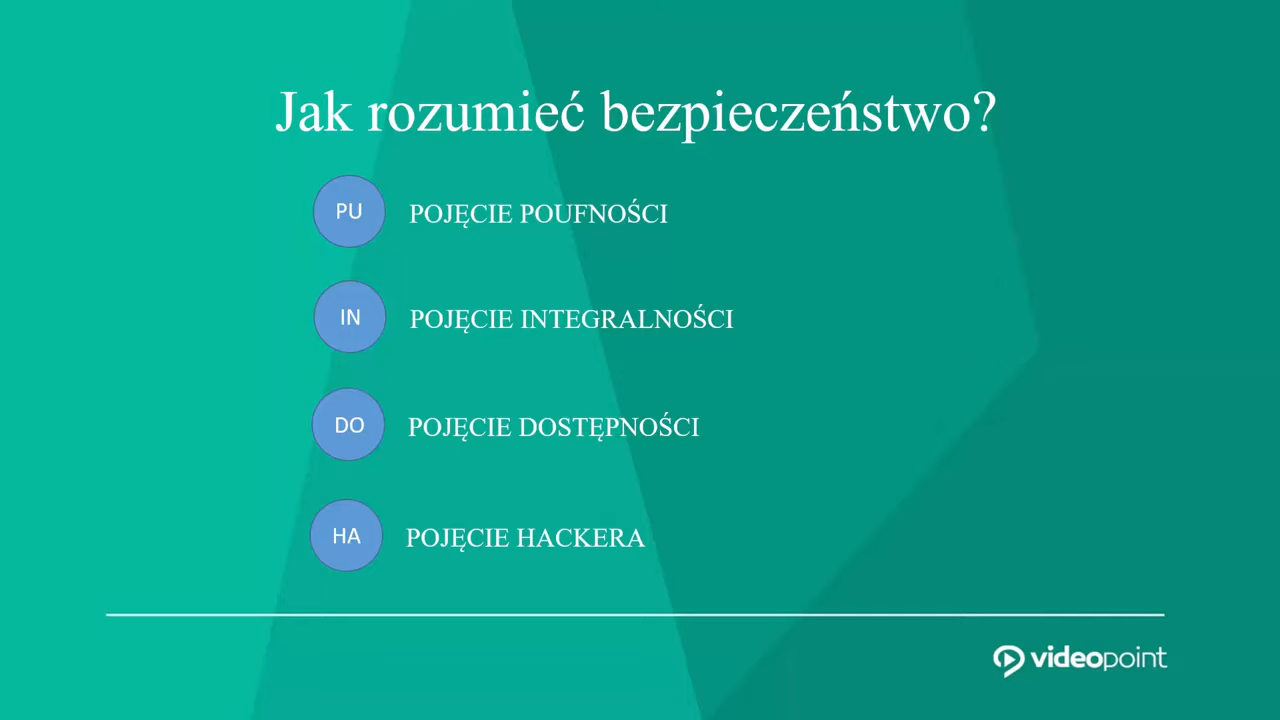 Jak rozumieć bezpieczeństwo?
PU POJĘCIE POUFNOŚCI
IN POJĘCIE INTEGRALNOŚCI
DO POJĘCIE DOSTĘPNOŚCI
HA POJĘCIE HACKERA
videopoint